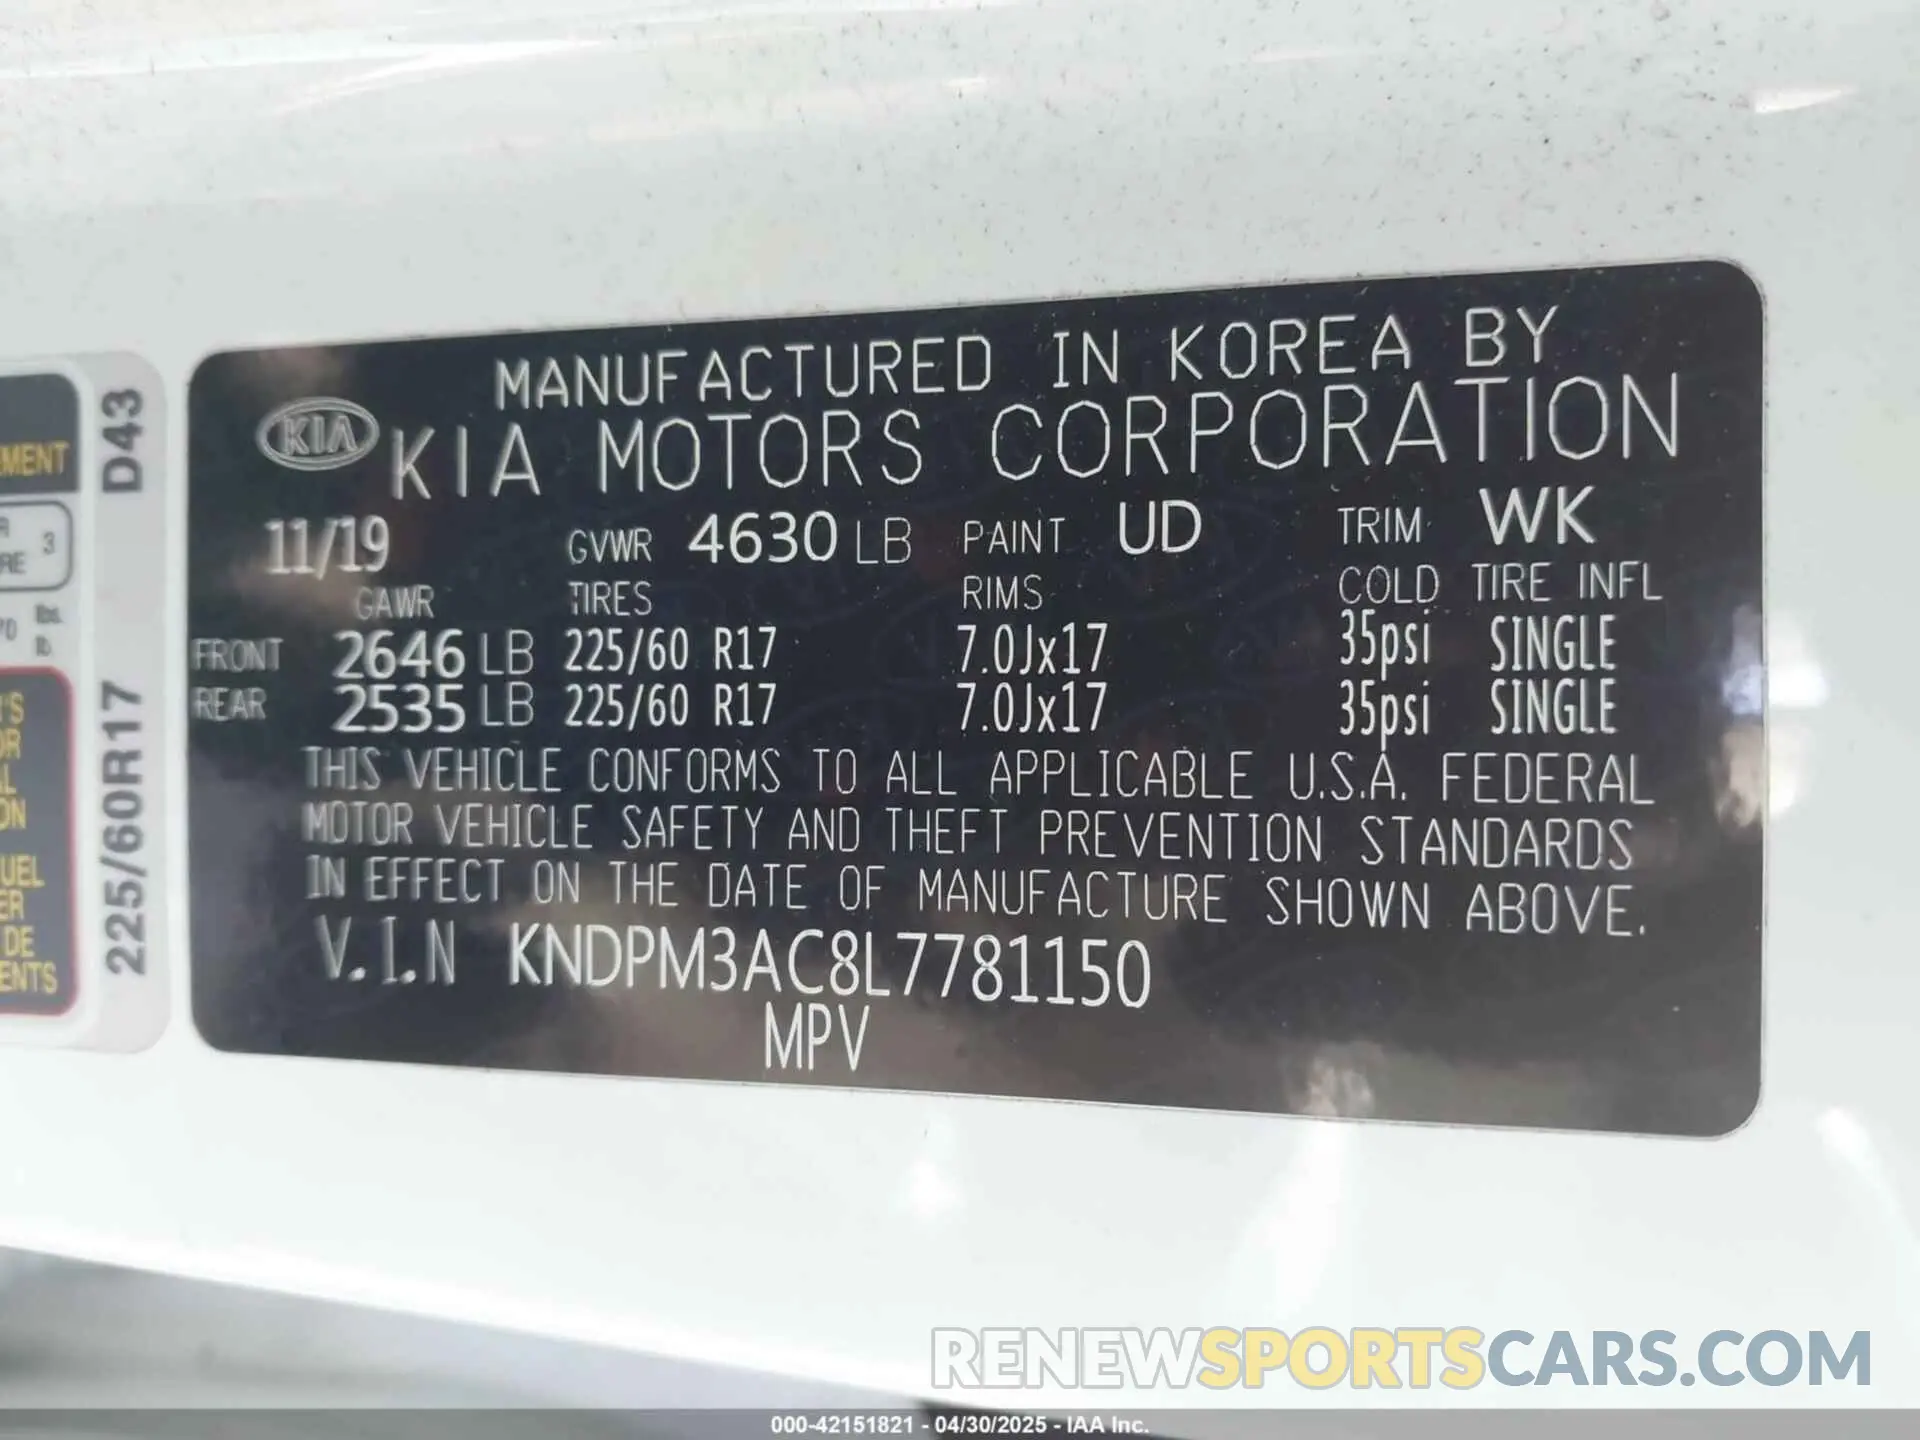 MANUFACTURED IN KOREA BY
KIA KIA MOTORS CORPORATION
11/19 GVWR 4630 LB PAINT UD TRIM WK
GAWR TIRES RIMS COLD TIRE INFL
FRONT 2646 LB 225/60 R17 7.0Jx17 35psi SINGLE
REAR 2535 LB 225/60 R17 7.0Jx17 35psi SINGLE
THIS VEHICLE CONFORMS TO ALL APPLICABLE U.S.A. FEDERAL
MOTOR VEHICLE SAFETY AND THEFT PREVENTION STANDARDS
IN EFFECT ON THE DATE OF MANUFACTURE SHOWN ABOVE.
V.I.N KNDPM3AC8L7781150
MPV
225/60R17 D43
3
lbs.
lb
DE
RENEWSPORTSCARS.COM
000-42151821 - 04/30/2025 - IAA Inc.